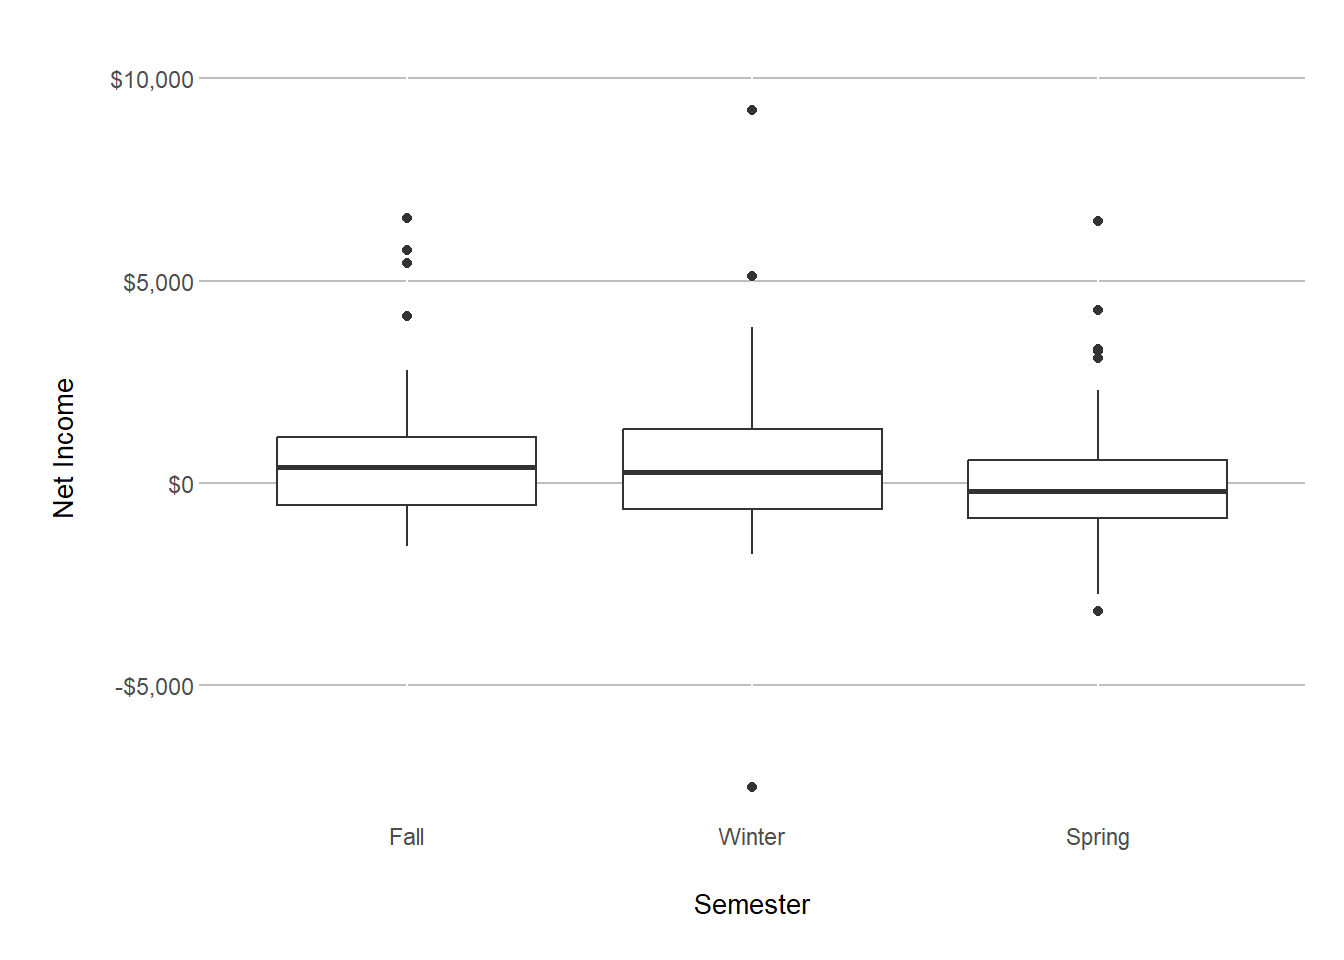 $10,000
$5,000
Net Income
$0
-$5,000
Fall Winter Spring
Semester